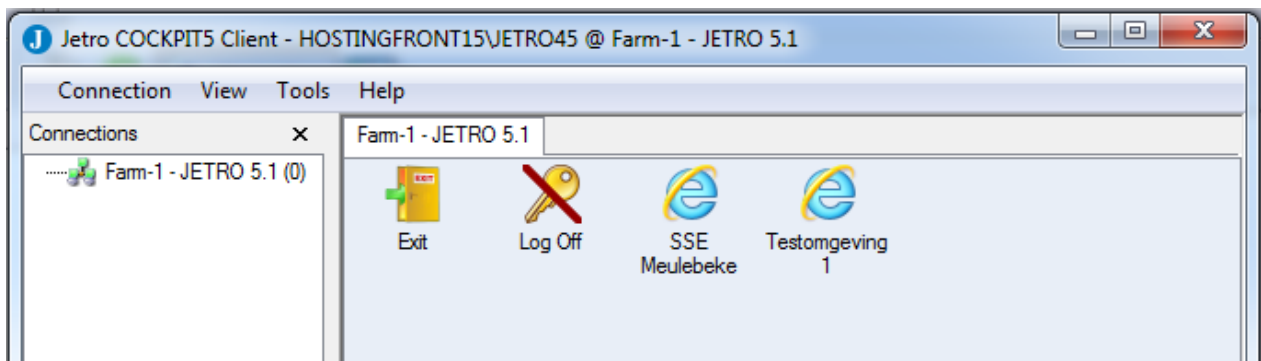 Jetro COCKPIT5 Client - HOSTINGFRONT15\JETRO45 @ Farm-1 - JETRO 5.1
Connection View Tools Help
Connections
Farm-1 - JETRO 5.1
Farm-1 - JETRO 5.1 (0)
EXIT
Exit
Log Off
SSE
Meulebeke
Testomgeving
1